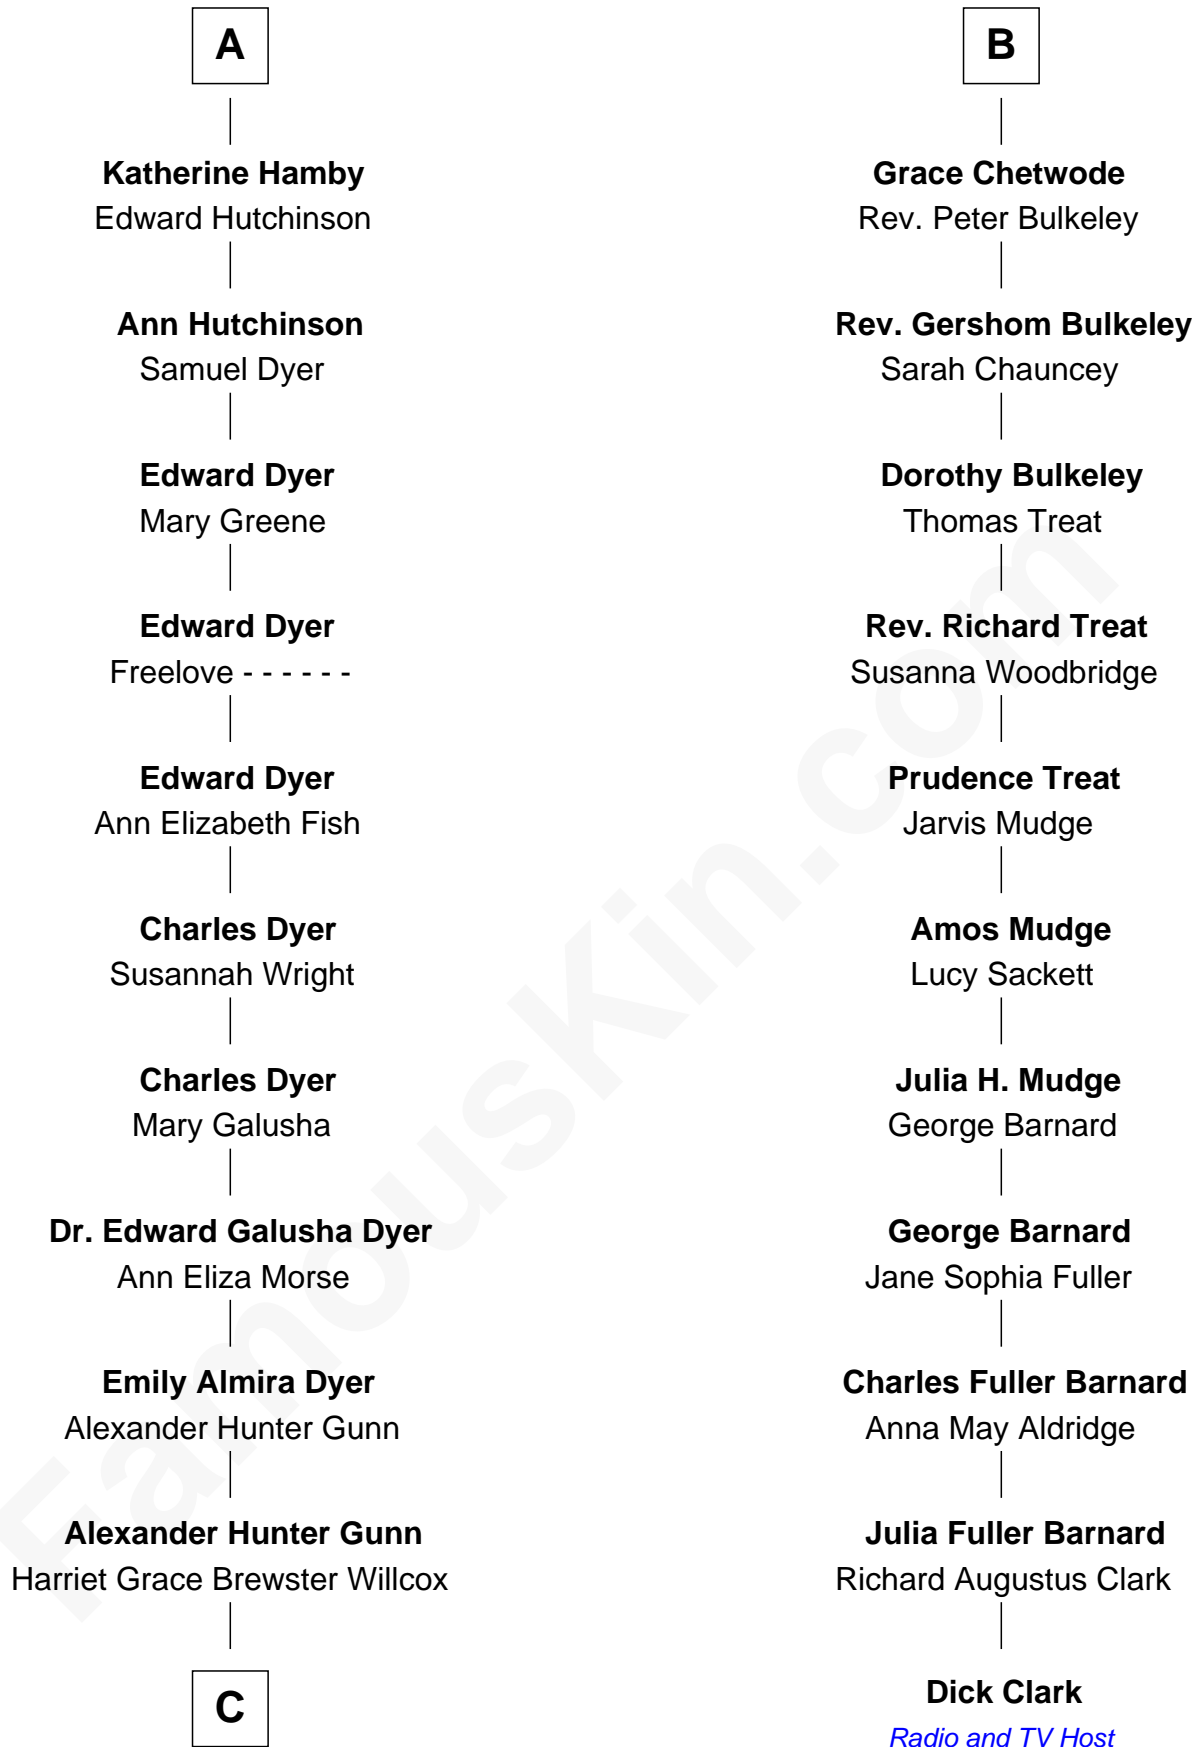 A
Katherine Hamby
Edward Hutchinson
Ann Hutchinson
Samuel Dyer
Edward Dyer
Mary Greene
Edward Dyer
Freelove - - - - - -
Edward Dyer
Ann Elizabeth Fish
Charles Dyer
Susannah Wright
Charles Dyer
Mary Galusha
Dr. Edward Galusha Dyer
Ann Eliza Morse
Emily Almira Dyer
Alexander Hunter Gunn
Alexander Hunter Gunn
Harriet Grace Brewster Willcox
C
B
Grace Chetwode
Rev. Peter Bulkeley
Rev. Gershom Bulkeley
Sarah Chauncey
Dorothy Bulkeley
Thomas Treat
Rev. Richard Treat
Susanna Woodbridge
Prudence Treat
Jarvis Mudge
Amos Mudge
Lucy Sackett
Julia H. Mudge
George Barnard
George Barnard
Jane Sophia Fuller
Charles Fuller Barnard
Anna May Aldridge
Julia Fuller Barnard
Richard Augustus Clark
Dick Clark
Radio and TV Host
FamousKin.com